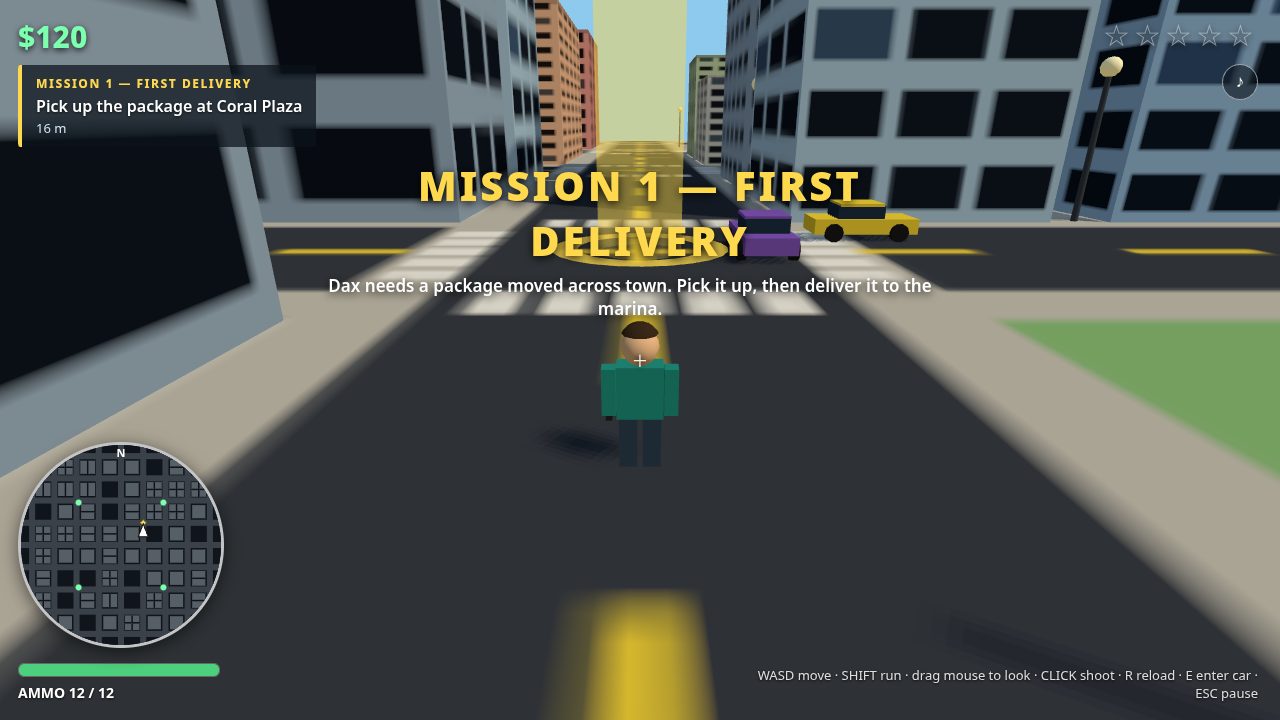 $120
MISSION 1 — FIRST DELIVERY
Pick up the package at Coral Plaza
16 m
☆ ☆ ☆ ☆ ☆
♪
MISSION 1 — FIRST
DELIVERY
Dax needs a package moved across town. Pick it up, then deliver it to the
marina.
N
AMMO 12 / 12
WASD move · SHIFT run · drag mouse to look · CLICK shoot · R reload · E enter car ·
ESC pause